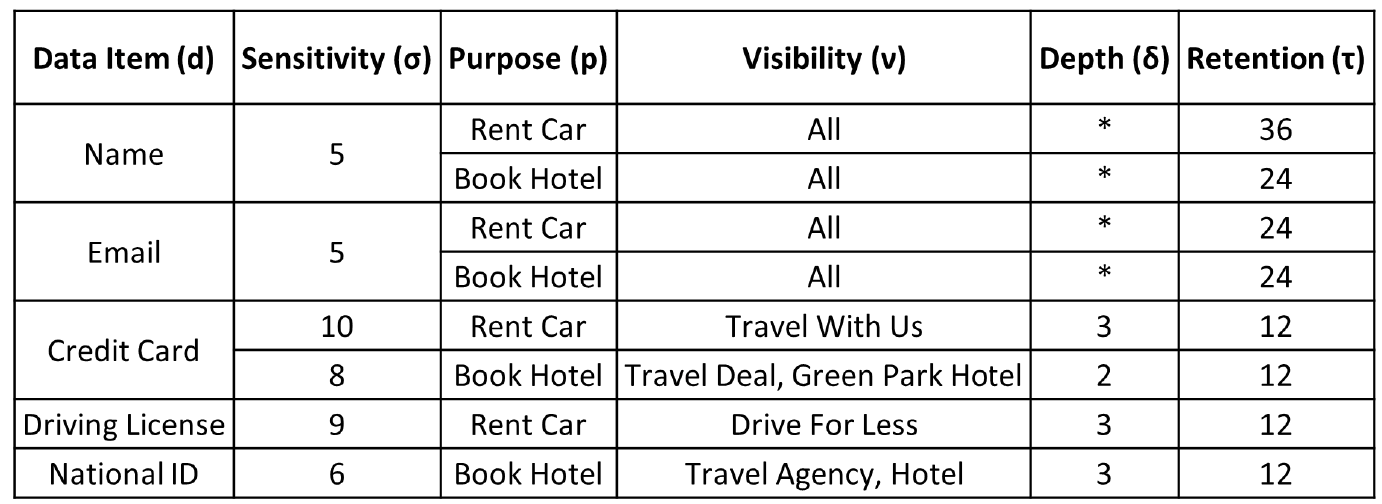 Data Item (d) Sensitivity (σ) Purpose (p) Visibility (ν) Depth (δ) Retention (τ)
Name 5 Rent Car All * 36
Book Hotel All * 24
Email 5 Rent Car All * 24
Book Hotel All * 24
Credit Card 10 Rent Car Travel With Us 3 12
8 Book Hotel Travel Deal, Green Park Hotel 2 12
Driving License 9 Rent Car Drive For Less 3 12
National ID 6 Book Hotel Travel Agency, Hotel 3 12